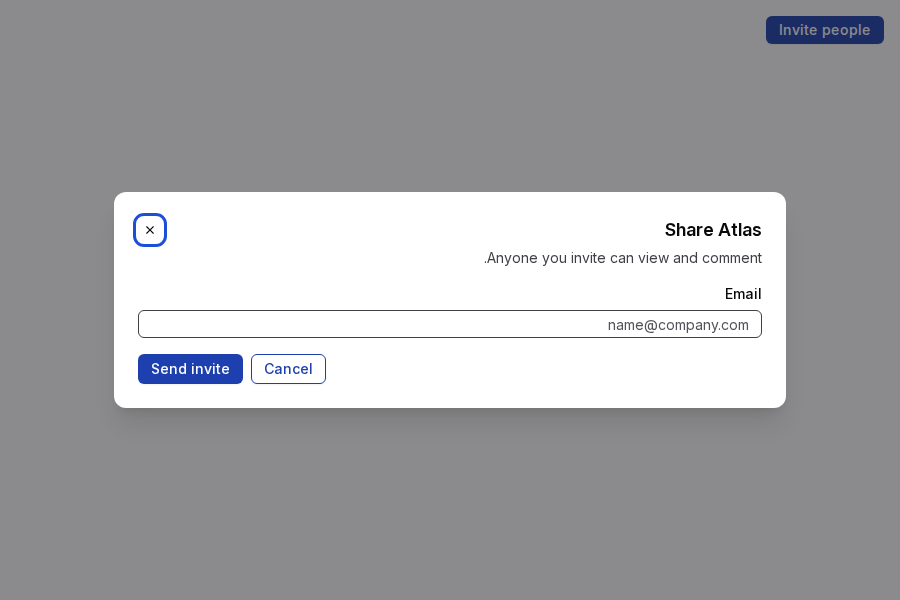 Invite people
Share Atlas
×
.Anyone you invite can view and comment
Email
name@company.com
Cancel
Send invite